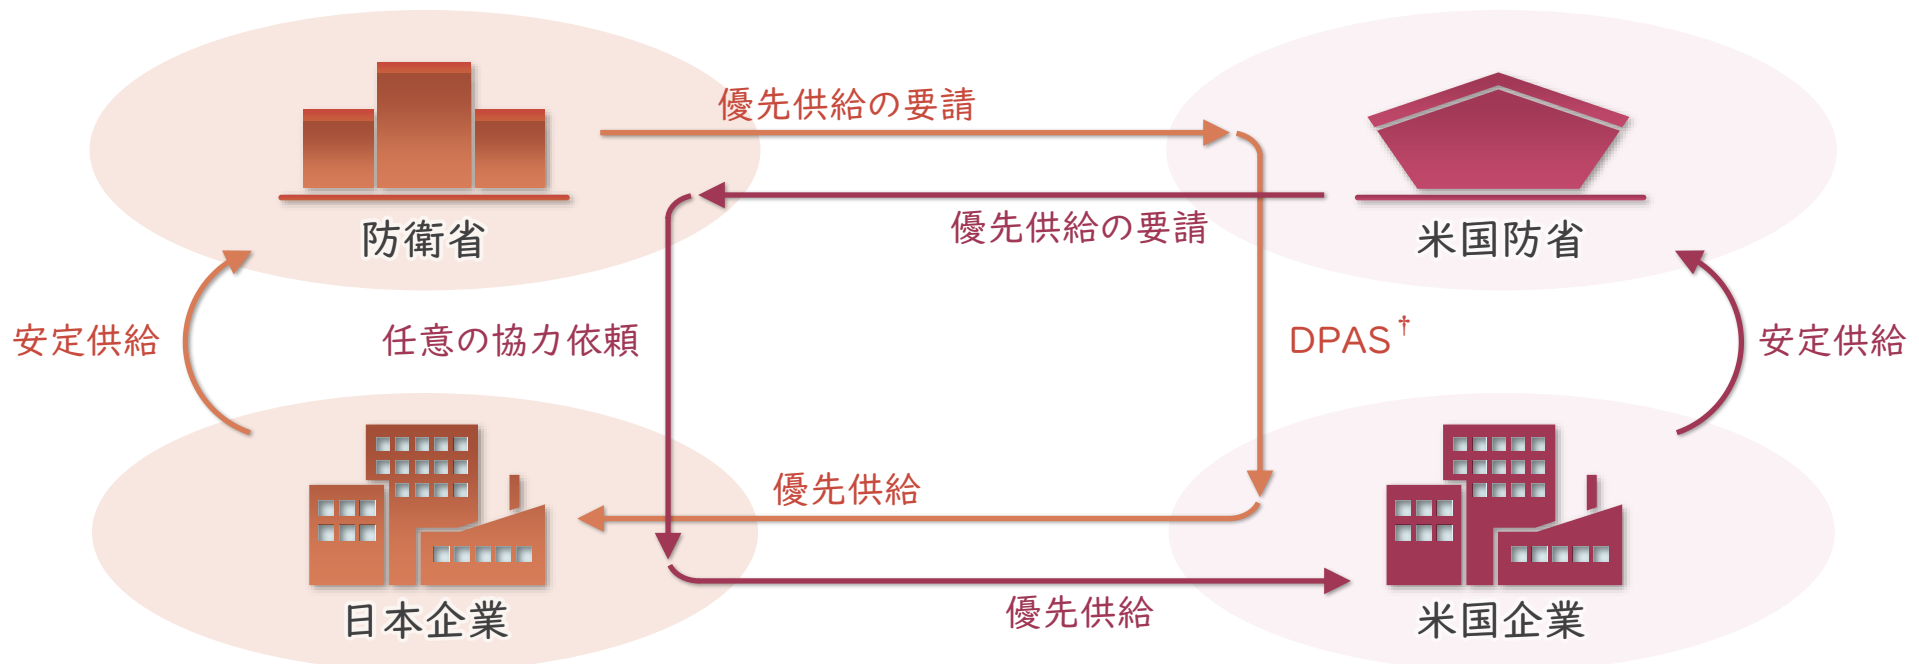 優先供給の要請
防衛省
優先供給の要請
米国防省
安定供給
任意の協力依頼
DPAS†
安定供給
優先供給
日本企業
優先供給
米国企業